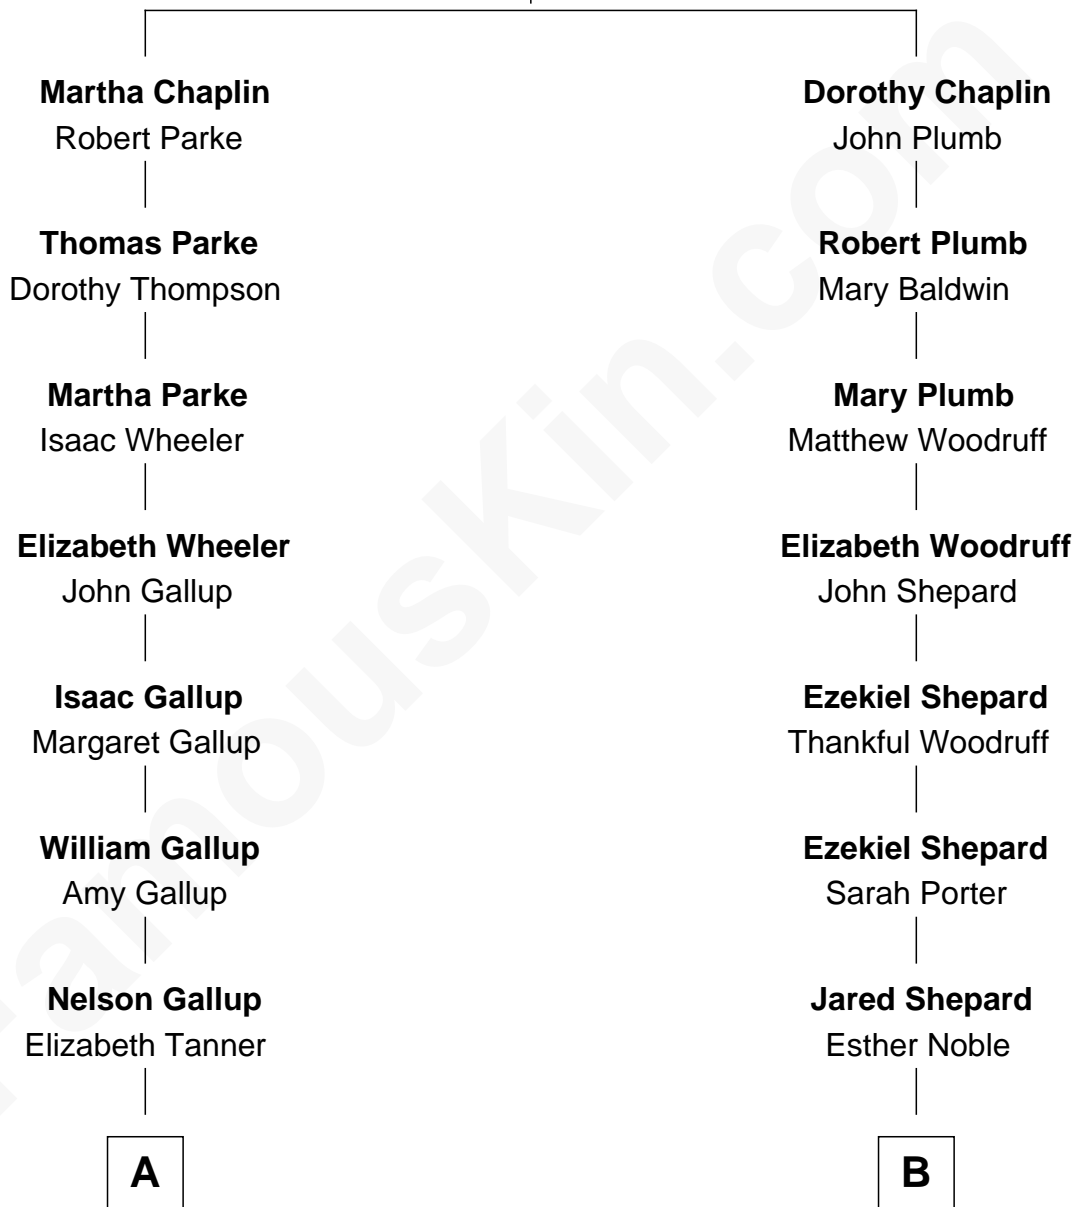 Martha Chaplin
Robert Parke
Thomas Parke
Dorothy Thompson
Martha Parke
Isaac Wheeler
Elizabeth Wheeler
John Gallup
Isaac Gallup
Margaret Gallup
William Gallup
Amy Gallup
Nelson Gallup
Elizabeth Tanner
A
Dorothy Chaplin
John Plumb
Robert Plumb
Mary Baldwin
Mary Plumb
Matthew Woodruff
Elizabeth Woodruff
John Shepard
Ezekiel Shepard
Thankful Woodruff
Ezekiel Shepard
Sarah Porter
Jared Shepard
Esther Noble
B
FamousKin.com